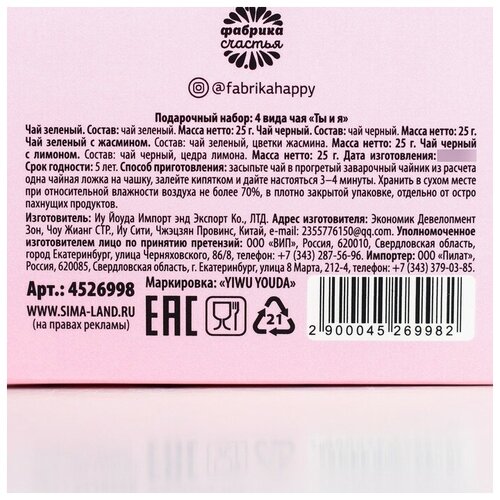 фабрика
счастья
@fabrikahappy
Подарочный набор: 4 вида чая «Ты и я»
Чай зеленый. Состав: чай зеленый. Масса нетто: 25 г. Чай черный. Состав: чай черный. Масса нетто: 25 г.
Чай зеленый с жасмином. Состав: чай зеленый, цветки жасмина. Масса нетто: 25 г. Чай черный
с лимоном. Состав: чай черный, цедра лимона. Масса нетто: 25 г. Дата изготовления:
Срок годности: 5 лет. Способ приготовления: засыпьте чай в прогретый заварочный чайник из расчета
одна чайная ложка на чашку, залейте кипятком и дайте настояться 3–4 минуты. Хранить в сухом месте
при относительной влажности воздуха не более 70%, в плотно закрытой упаковке, отдельно от остро
пахнущих продуктов.
Изготовитель: Иу Йоуда Импорт энд Экспорт Ко., ЛТД. Адрес изготовителя: Экономик Девелопмент
Зон, Чоу Жианг СТР., Иу Сити, Чжэцзян Провинс, Китай, e-mail: 2355776150@qq.com. Уполномоченное
изготовителем лицо по принятию претензий: ООО «ВИП», Россия, 620010, Свердловская область,
город Екатеринбург, улица Черняховского, 86/8, телефон: +7 (343) 287-56-96. Импортер: ООО «Пилат»,
Россия, 620085, Свердловская область, г. Екатеринбург, улица 8 Марта, 212-4, телефон: +7 (343) 379-03-85.
Маркировка: «YIWU YOUDA»
Арт.: 4526998
WWW.SIMA-LAND.RU
(на правах рекламы)
EAC
21
2 900045 269982